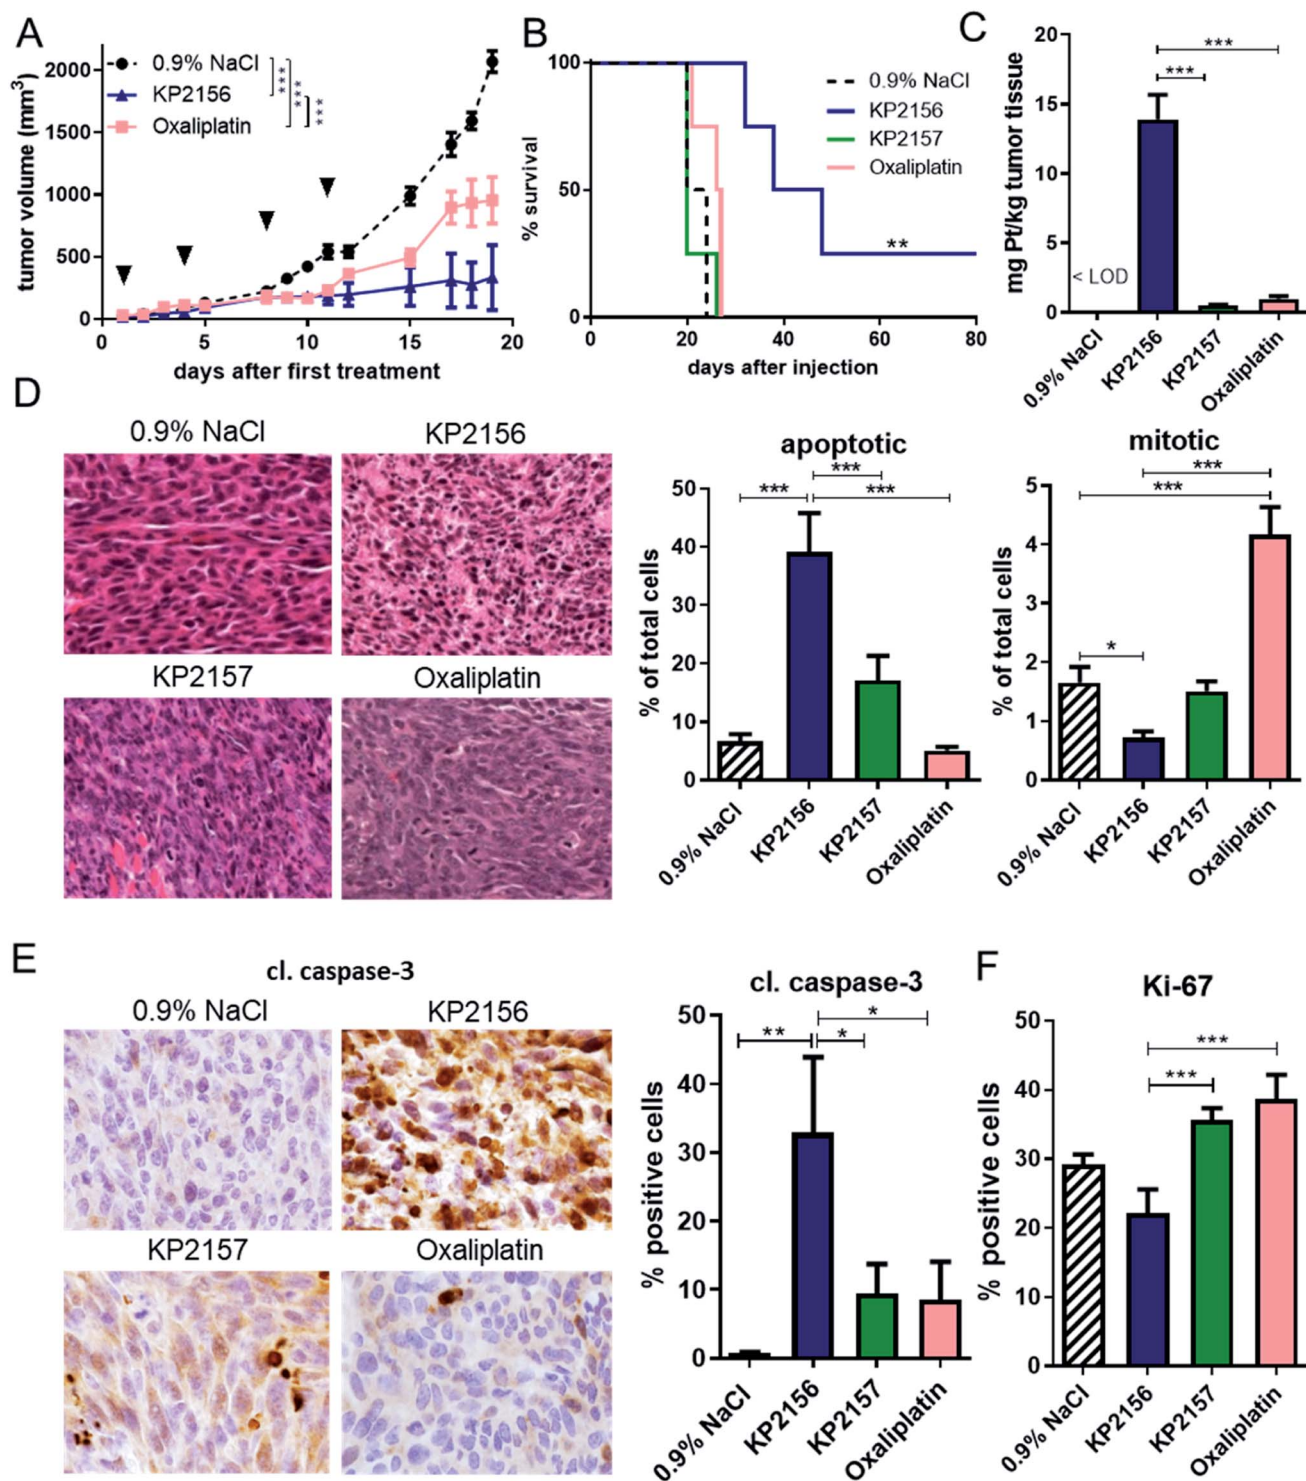 A
0.9% NaCl
KP2156
Oxaliplatin
***
***
***
tumor volume (mm³)
2000
1500
1000
500
0
0
5
10
15
20
days after first treatment
B
0.9% NaCl
KP2156
KP2157
Oxaliplatin
**
% survival
100
50
0
0
20
40
60
80
days after injection
C
***
***
mg Pt/kg tumor tissue
20
15
10
5
0
< LOD
0.9% NaCl
KP2156
KP2157
Oxaliplatin
D
0.9% NaCl
KP2156
KP2157
Oxaliplatin
apoptotic
***
***
***
% of total cells
50
40
30
20
10
0
0.9% NaCl
KP2156
KP2157
Oxaliplatin
mitotic
***
***
*
% of total cells
5
4
3
2
1
0
0.9% NaCl
KP2156
KP2157
Oxaliplatin
E
cl. caspase-3
0.9% NaCl
KP2156
KP2157
Oxaliplatin
cl. caspase-3
*
**
*
% positive cells
50
40
30
20
10
0
0.9% NaCl
KP2156
KP2157
Oxaliplatin
F
Ki-67
***
***
% positive cells
50
40
30
20
10
0
0.9% NaCl
KP2156
KP2157
Oxaliplatin